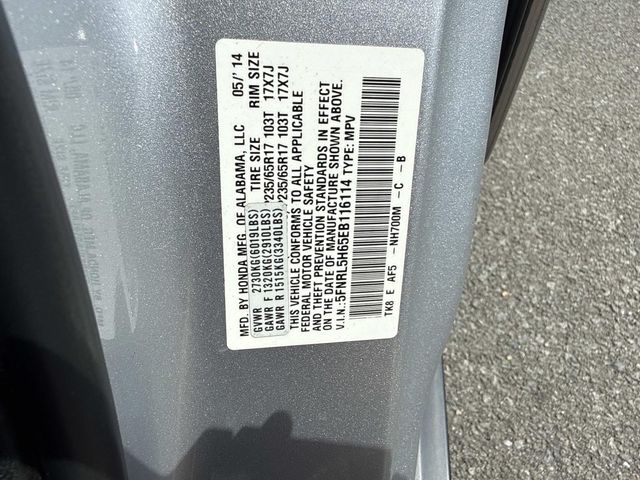 MFD. BY HONDA MFG. OF ALABAMA, LLC 05/'14
GVWR 2730KG(6019LBS) TIRE SIZE RIM SIZE
GAWR F 1320KG(2910LBS) P235/65R17 103T 17X7J
GAWR R 1515KG(3340LBS) P235/65R17 103T 17X7J
THIS VEHICLE CONFORMS TO ALL APPLICABLE
FEDERAL MOTOR VEHICLE SAFETY
AND THEFT PREVENTION STANDARDS IN EFFECT
ON THE DATE OF MANUFACTURE SHOWN ABOVE.
V.I.N.:5FNRL5H65EB116114 TYPE: MPV
TK8 E AF5 -NH700M -C -B